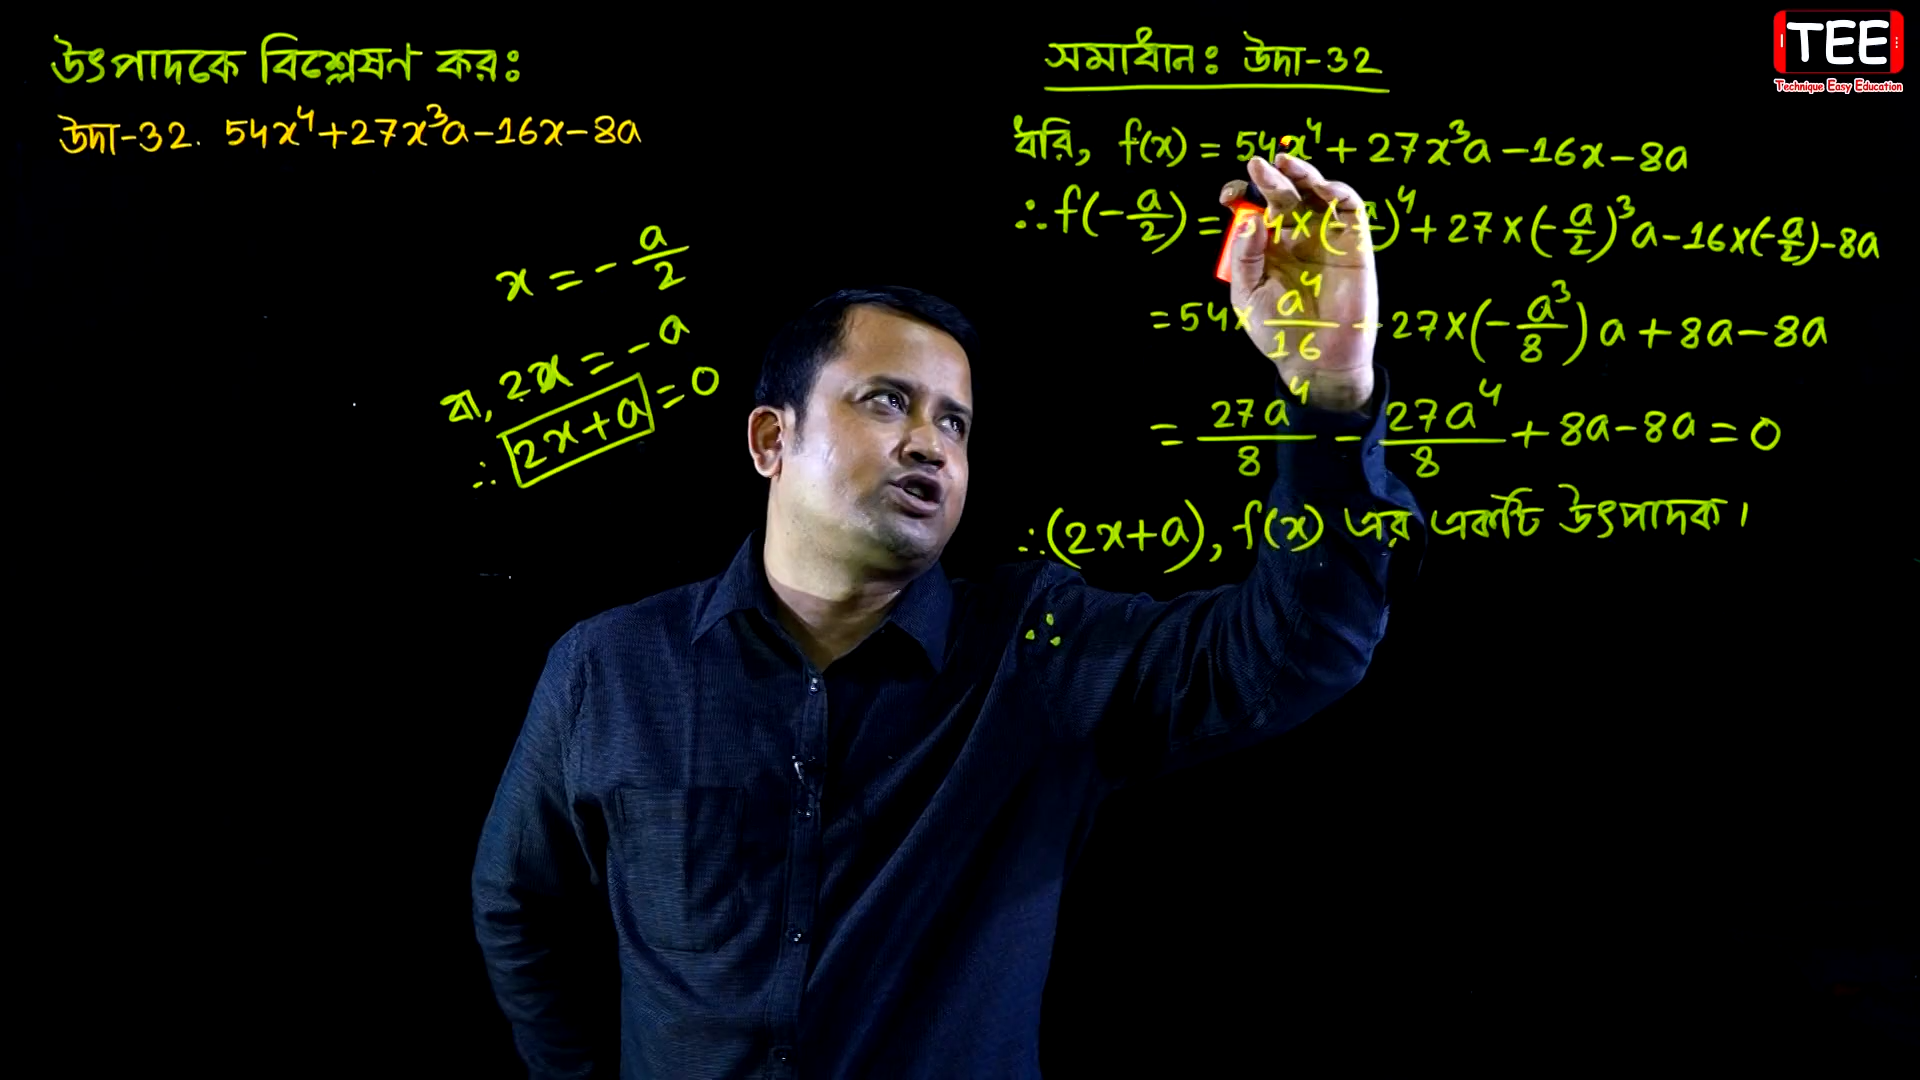 উৎপাদকে বিশ্লেষণ কর:
উদা-32. 54x⁴+27x³a-16x-8a
x = -a/2
বা, 2x = -a
∴ 2x+a = 0
সমাধান: উদা-32
ধরি, f(x) = 54x⁴+27x³a-16x-8a
∴f(-a/2) = 54×(-a/2)⁴+27×(-a/2)³a-16×(-a/2)-8a
= 54×a⁴/16 - 27×(-a³/8)a+8a-8a
= 27a⁴/8 - 27a⁴/8 + 8a-8a = 0
∴(2x+a), f(x) এর একটি উৎপাদক।
∴
TEE
Technique Easy Education